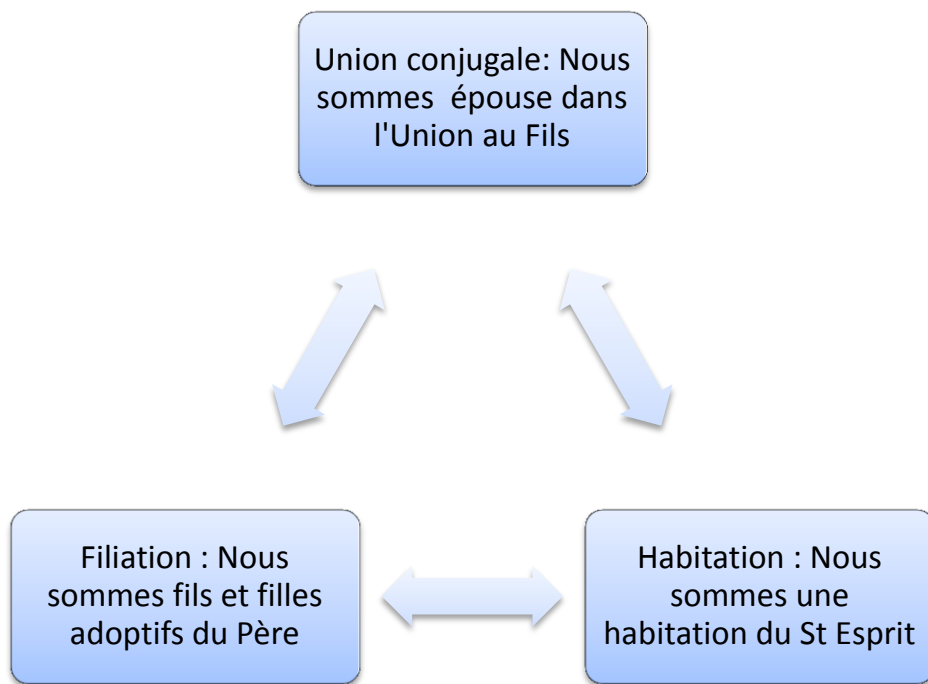 Union conjugale: Nous
sommes épouse dans
l'Union au Fils
Filiation : Nous
sommes fils et filles
adoptifs du Père
Habitation : Nous
sommes une
habitation du St Esprit